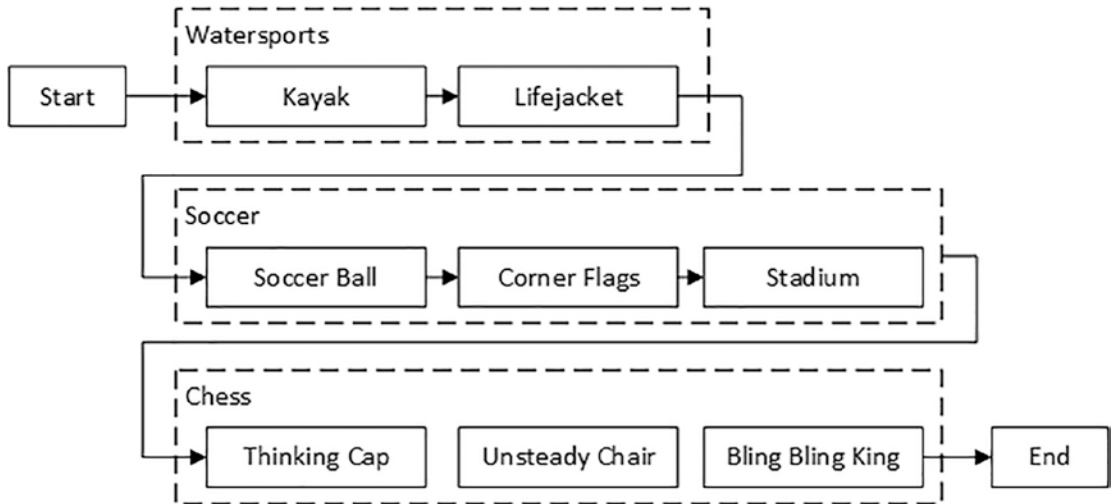 Watersports
Start
Kayak
Lifejacket
Soccer
Soccer Ball
Corner Flags
Stadium
Chess
Thinking Cap
Unsteady Chair
Bling Bling King
End